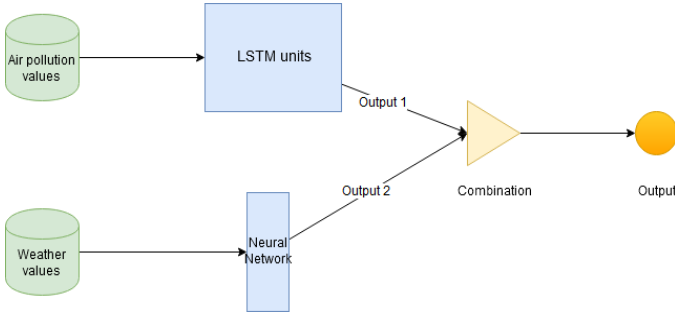 Air pollution
values
LSTM units
Output 1
Combination
Output
Output 2
Weather
values
Neural
Network